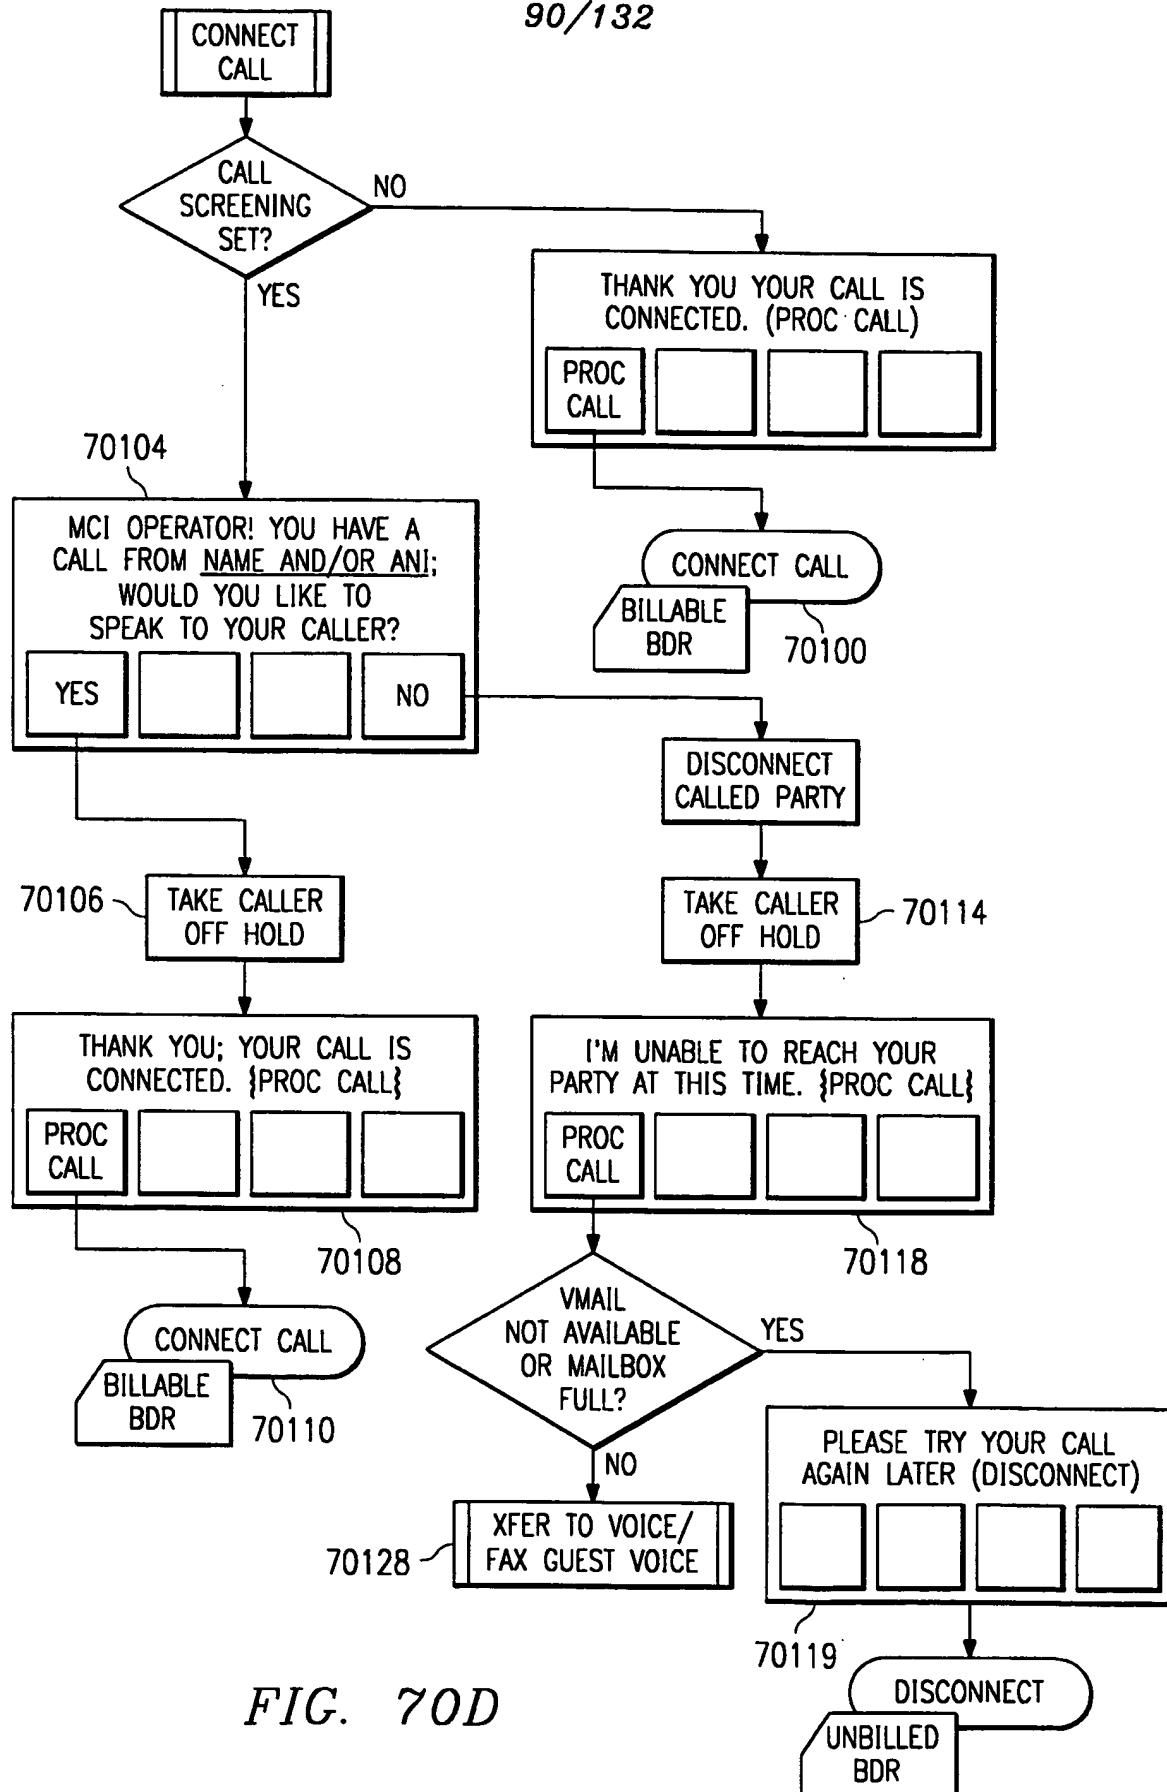 90/132
CONNECT
CALL
CALL
SCREENING
SET?
NO
YES
THANK YOU YOUR CALL IS
CONNECTED. (PROC CALL)
PROC
CALL
CONNECT CALL
BILLABLE
BDR
70100
70104
MCI OPERATOR! YOU HAVE A
CALL FROM NAME AND/OR ANI;
WOULD YOU LIKE TO
SPEAK TO YOUR CALLER?
YES
NO
DISCONNECT
CALLED PARTY
70106
TAKE CALLER
OFF HOLD
TAKE CALLER
OFF HOLD
70114
THANK YOU; YOUR CALL IS
CONNECTED. {PROC CALL}
PROC
CALL
70108
I'M UNABLE TO REACH YOUR
PARTY AT THIS TIME. {PROC CALL}
PROC
CALL
70118
CONNECT CALL
BILLABLE
BDR
70110
VMAIL
NOT AVAILABLE
OR MAILBOX
FULL?
YES
NO
70128
XFER TO VOICE/
FAX GUEST VOICE
PLEASE TRY YOUR CALL
AGAIN LATER (DISCONNECT)
70119
DISCONNECT
UNBILLED
BDR
FIG. 70D